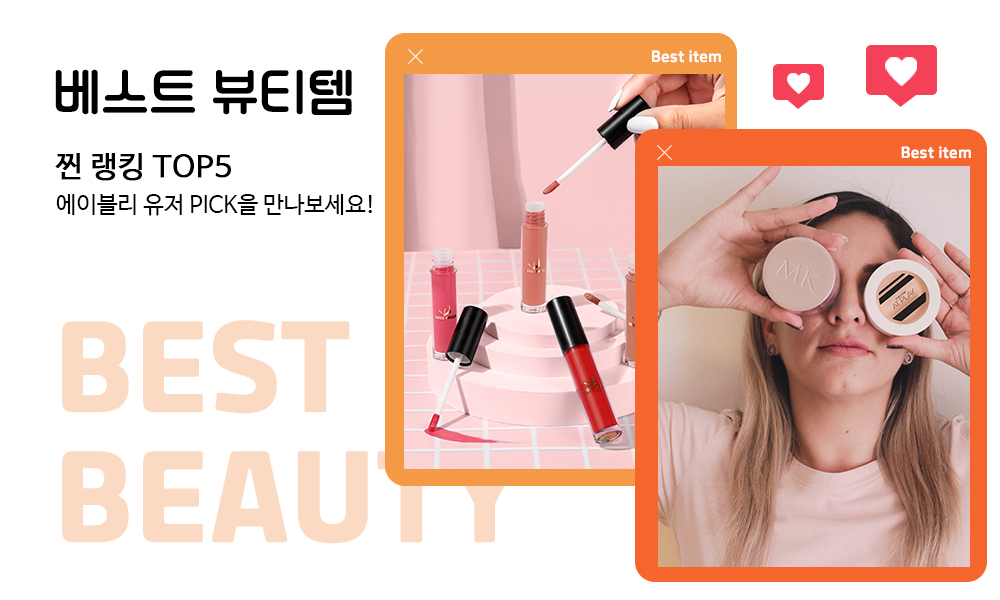 베스트 뷰티템
찐 랭킹 TOP5
에이블리 유저 PICK을 만나보세요!
BEST
BEAUTY
Best item
Best item
MK